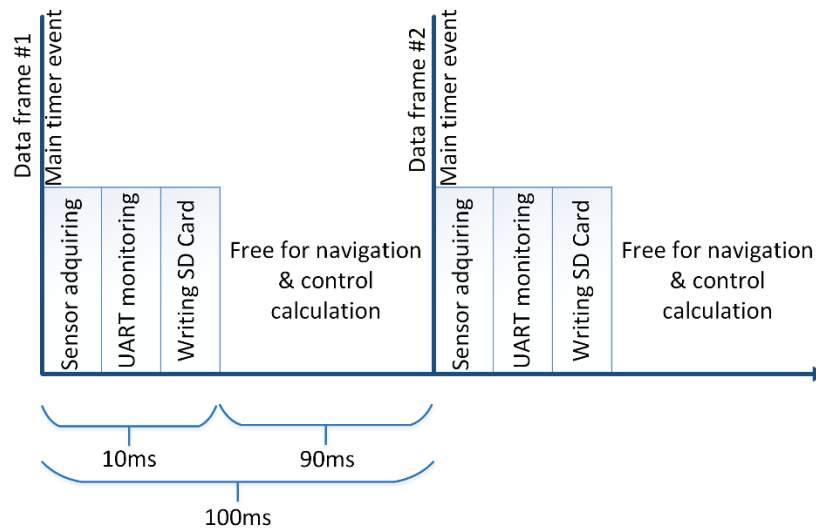 Data frame #1
Main timer event
Sensor adquiring
UART monitoring
Writing SD Card
Free for navigation
& control
calculation
Data frame #2
Main timer event
Sensor adquiring
UART monitoring
Writing SD Card
Free for navigation
& control
calculation
10ms
90ms
100ms